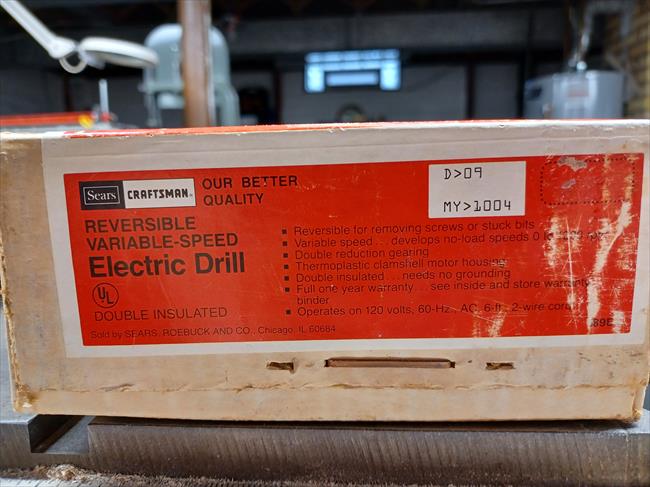 Sears
CRAFTSMAN
OUR BETTER
QUALITY
D>09
MY>1004
REVERSIBLE
VARIABLE-SPEED
Electric Drill
UL
DOUBLE INSULATED
Sold by SEARS, ROEBUCK AND CO., Chicago, IL 60684
■ Reversible for removing screws or stuck bits
■ Variable speed . . . develops no-load speeds 0 to
■ Double reduction gearing
■ Thermoplastic clamshell motor housing
■ Double insulated . . . needs no grounding
■ Full one year warranty . . . see inside and store warranty
binder
■ Operates on 120 volts, 60-Hz., AC, 6-ft., 2-wire cord